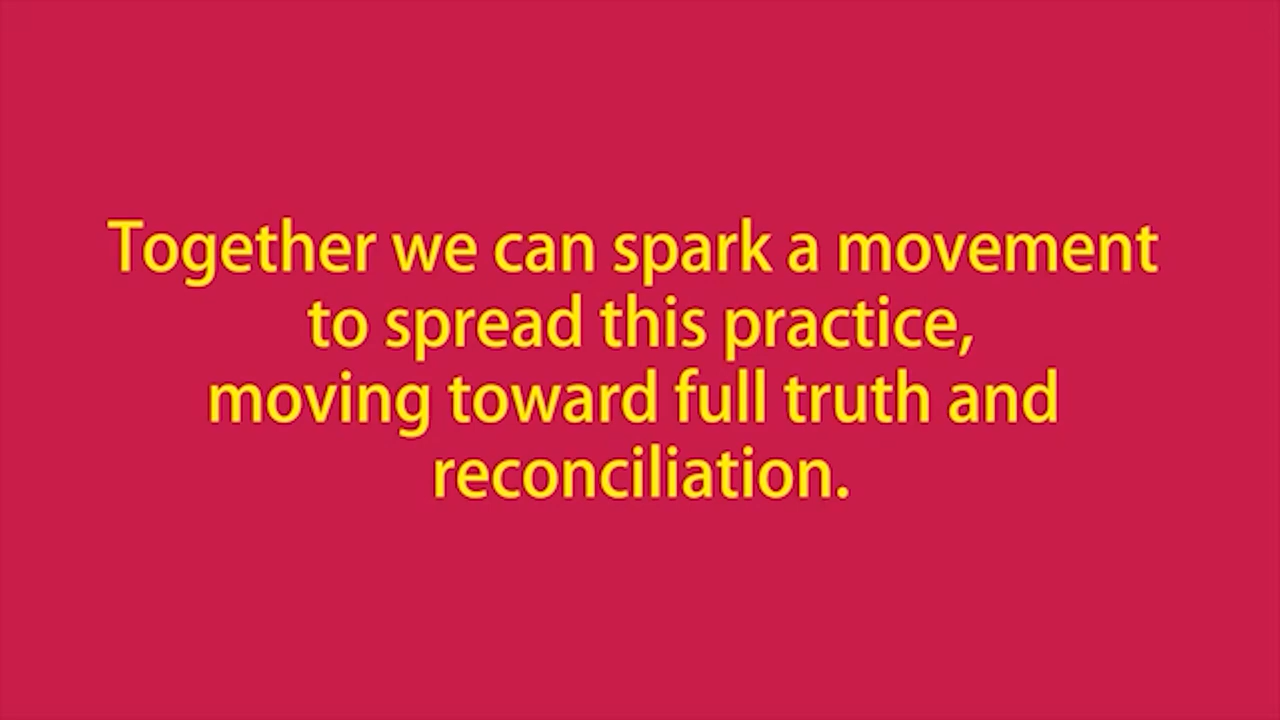 Together we can spark a movement
to spread this practice,
moving toward full truth and
reconciliation.